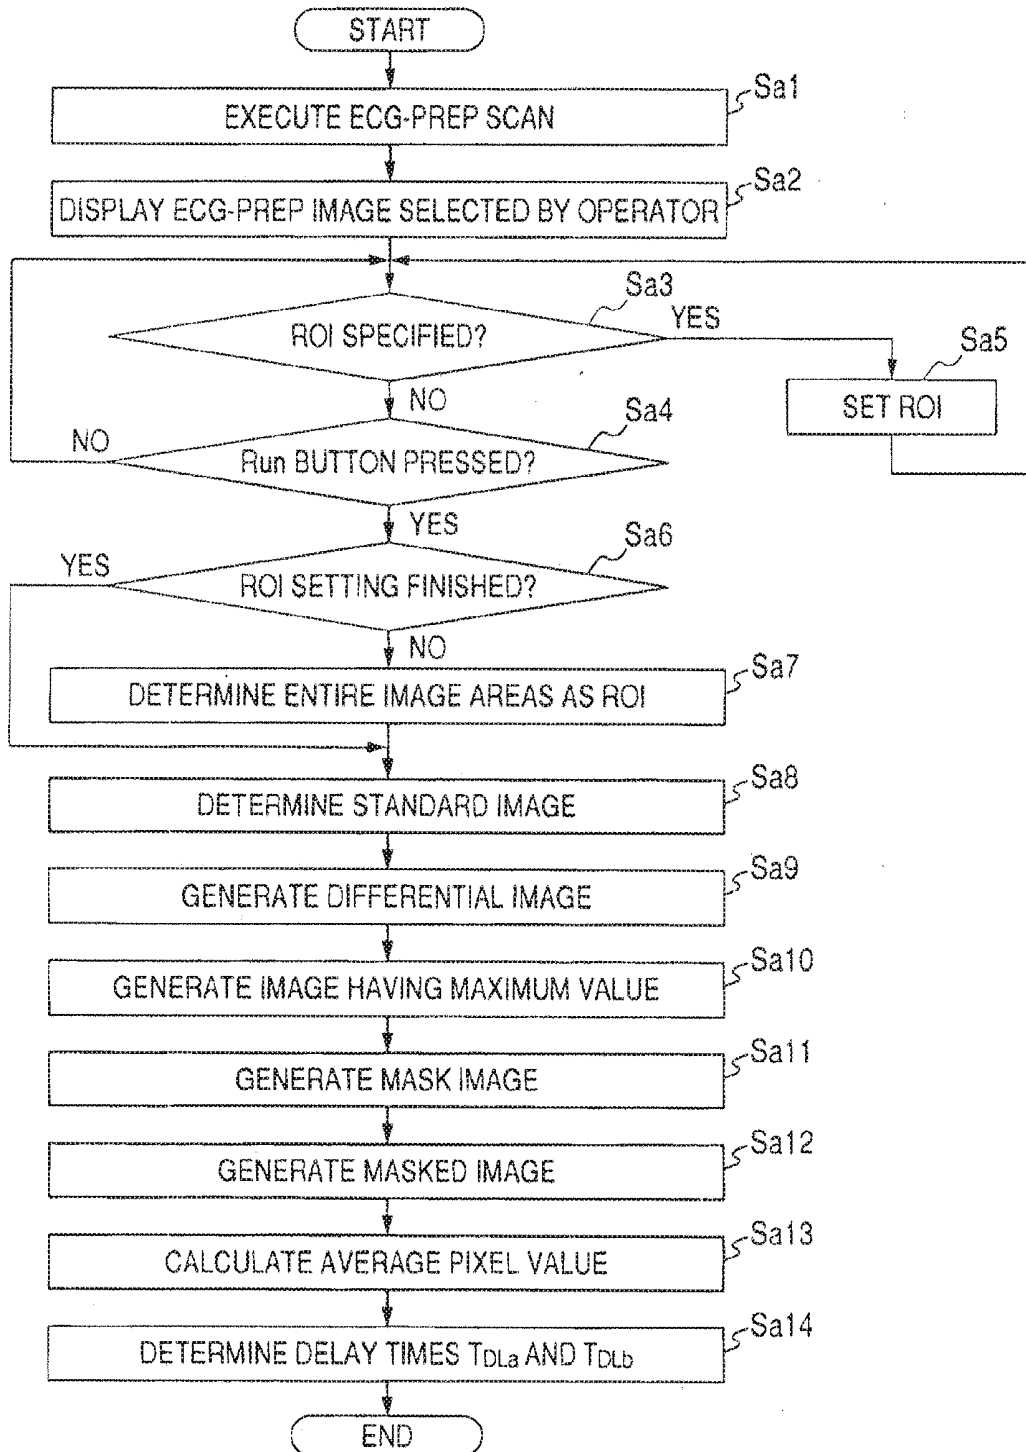 START
Sa1
EXECUTE ECG-PREP SCAN
Sa2
DISPLAY ECG-PREP IMAGE SELECTED BY OPERATOR
Sa3
ROI SPECIFIED?
YES
Sa5
SET ROI
NO
Sa4
NO
Run BUTTON PRESSED?
YES
Sa6
YES
ROI SETTING FINISHED?
NO
Sa7
DETERMINE ENTIRE IMAGE AREAS AS ROI
Sa8
DETERMINE STANDARD IMAGE
Sa9
GENERATE DIFFERENTIAL IMAGE
Sa10
GENERATE IMAGE HAVING MAXIMUM VALUE
Sa11
GENERATE MASK IMAGE
Sa12
GENERATE MASKED IMAGE
Sa13
CALCULATE AVERAGE PIXEL VALUE
Sa14
DETERMINE DELAY TIMES TDLa AND TDLb
END